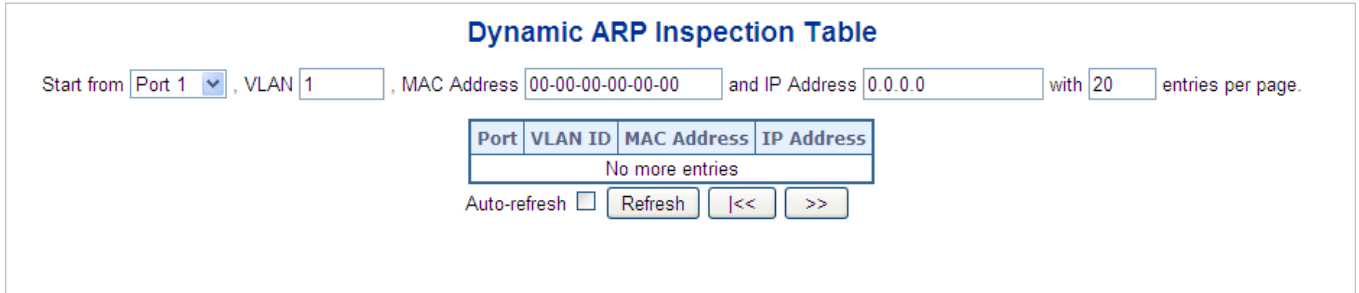 Dynamic ARP Inspection Table
Start from Port 1 , VLAN 1 , MAC Address 00-00-00-00-00-00 and IP Address 0.0.0.0 with 20 entries per page.
Port VLAN ID MAC Address IP Address
No more entries
Auto-refresh Refresh |<< >>